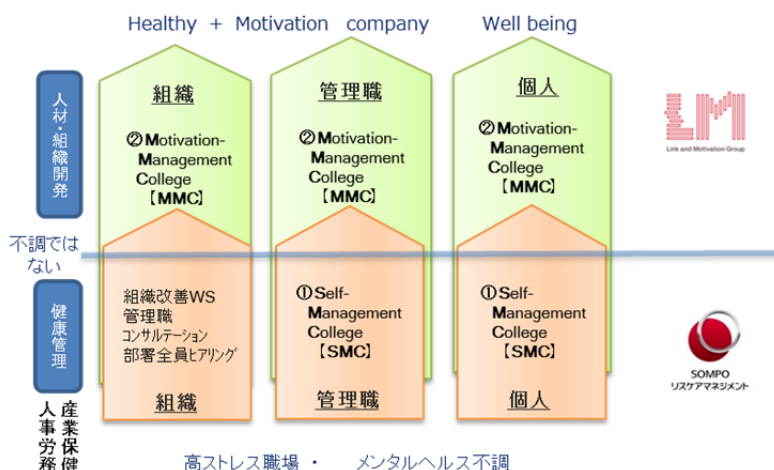 Healthy + Motivation company
Well being
人材・組織開発
組織
②Motivation-
Management
College
【MMC】
管理職
②Motivation-
Management
College
【MMC】
個人
②Motivation-
Management
College
【MMC】
LM
Link and Motivation Group
不調では
ない
健康管理
組織改善WS
管理職
コンサルテーション
部署全員ヒアリング
組織
①Self-
Management
College
【SMC】
管理職
①Self-
Management
College
【SMC】
個人
SOMPO
リスケアマネジメント
産業保健
人事労務
高ストレス職場 ・ メンタルヘルス不調